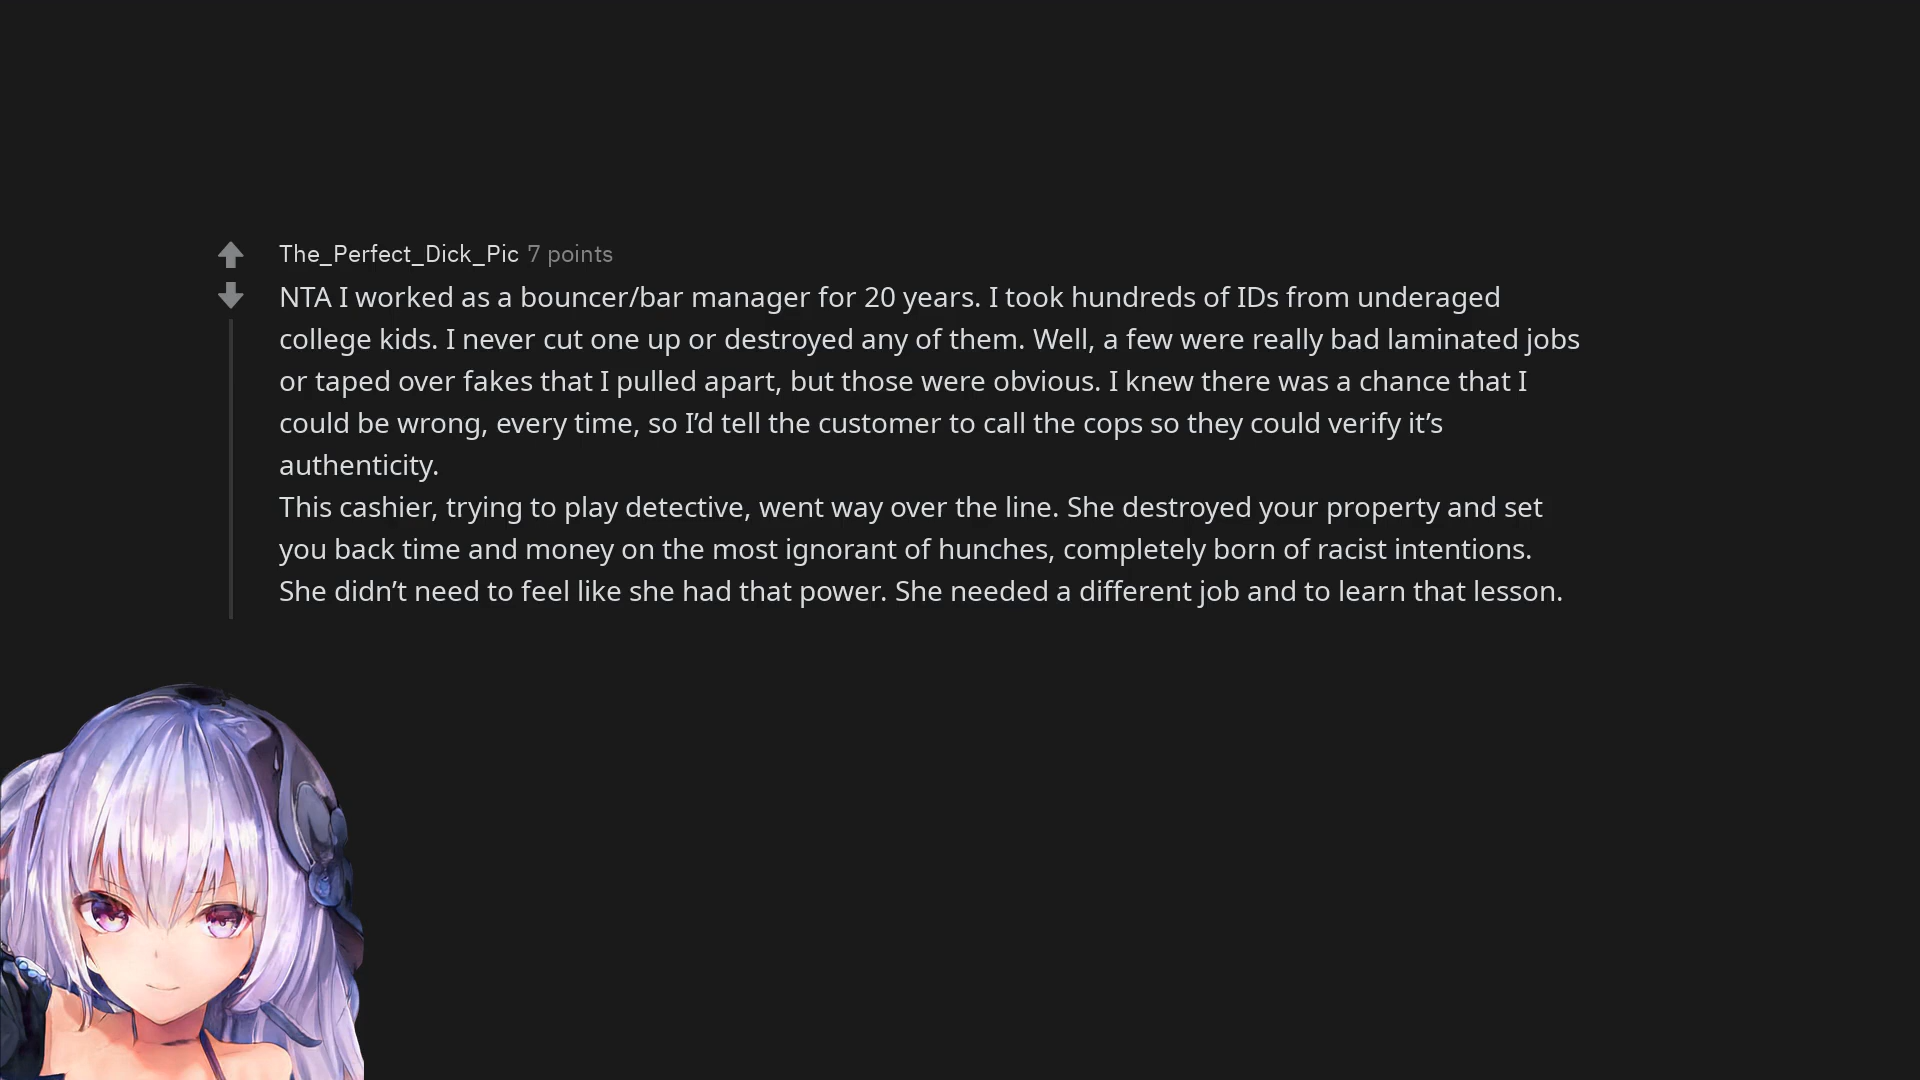 The_Perfect_Dick_Pic 7 points
NTA I worked as a bouncer/bar manager for 20 years. I took hundreds of IDs from underaged
college kids. I never cut one up or destroyed any of them. Well, a few were really bad laminated jobs
or taped over fakes that I pulled apart, but those were obvious. I knew there was a chance that I
could be wrong, every time, so I’d tell the customer to call the cops so they could verify it’s
authenticity.
This cashier, trying to play detective, went way over the line. She destroyed your property and set
you back time and money on the most ignorant of hunches, completely born of racist intentions.
She didn’t need to feel like she had that power. She needed a different job and to learn that lesson.